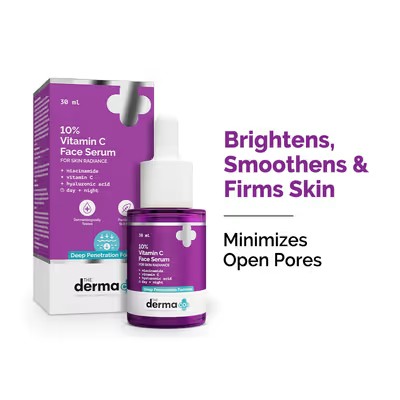 30 ml
10%
Vitamin C
Face Serum
FOR SKIN RADIANCE
+ niacinamide
+ vitamin C
+ hyaluronic acid
day + night
Dermatologically
Tested
Deep Penetration
THE
derma
30 ml
10%
Vitamin C
Face Serum
FOR SKIN RADIANCE
+ niacinamide
+ vitamin C
+ hyaluronic acid
day + night
Deep Penetration Formula
THE
derma co
Brightens,
Smoothens &
Firms Skin
Minimizes
Open Pores